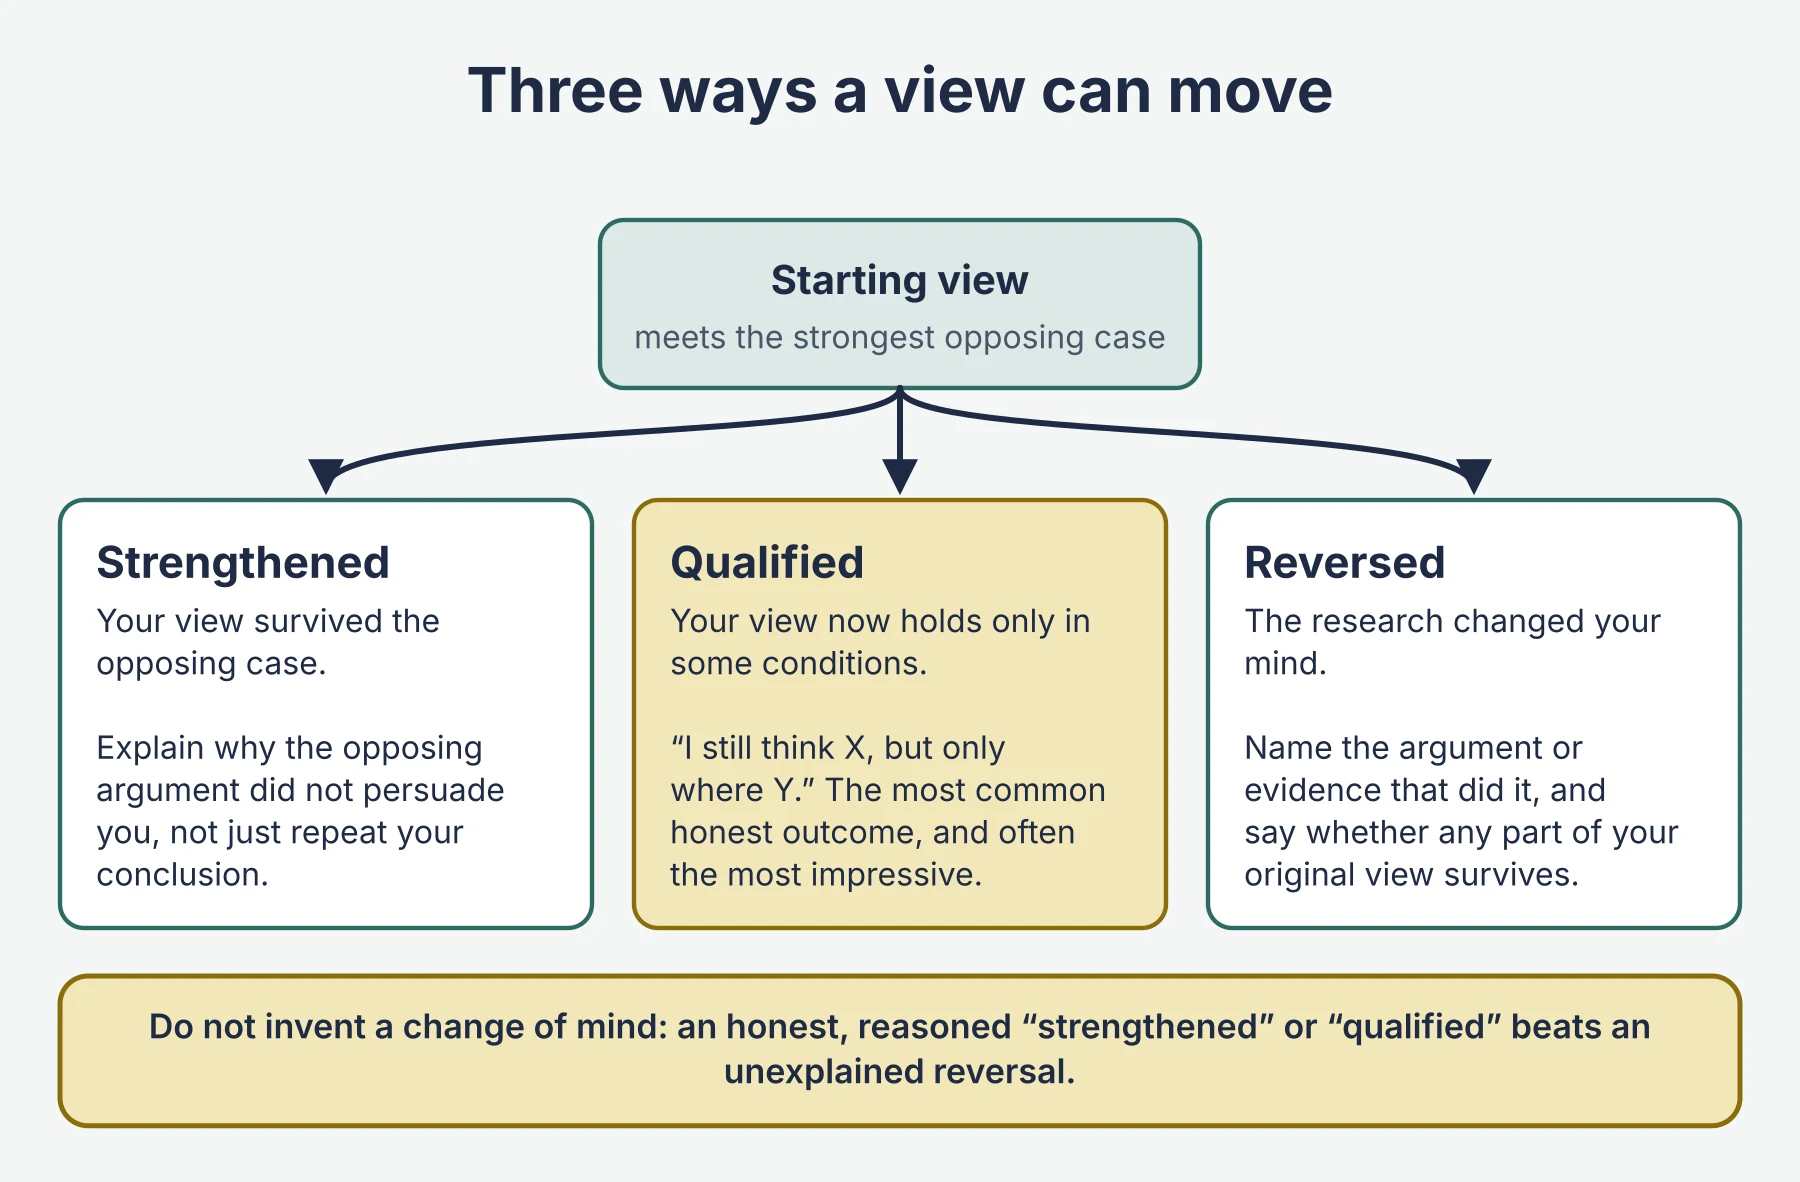 Three ways a view can move
Starting view
meets the strongest opposing case
Strengthened
Your view survived the
opposing case.
Explain why the opposing
argument did not persuade
you, not just repeat your
conclusion.
Qualified
Your view now holds only in
some conditions.
“I still think X, but only
where Y.” The most common
honest outcome, and often
the most impressive.
Reversed
The research changed your
mind.
Name the argument or
evidence that did it, and
say whether any part of your
original view survives.
Do not invent a change of mind: an honest, reasoned “strengthened” or “qualified” beats an
unexplained reversal.